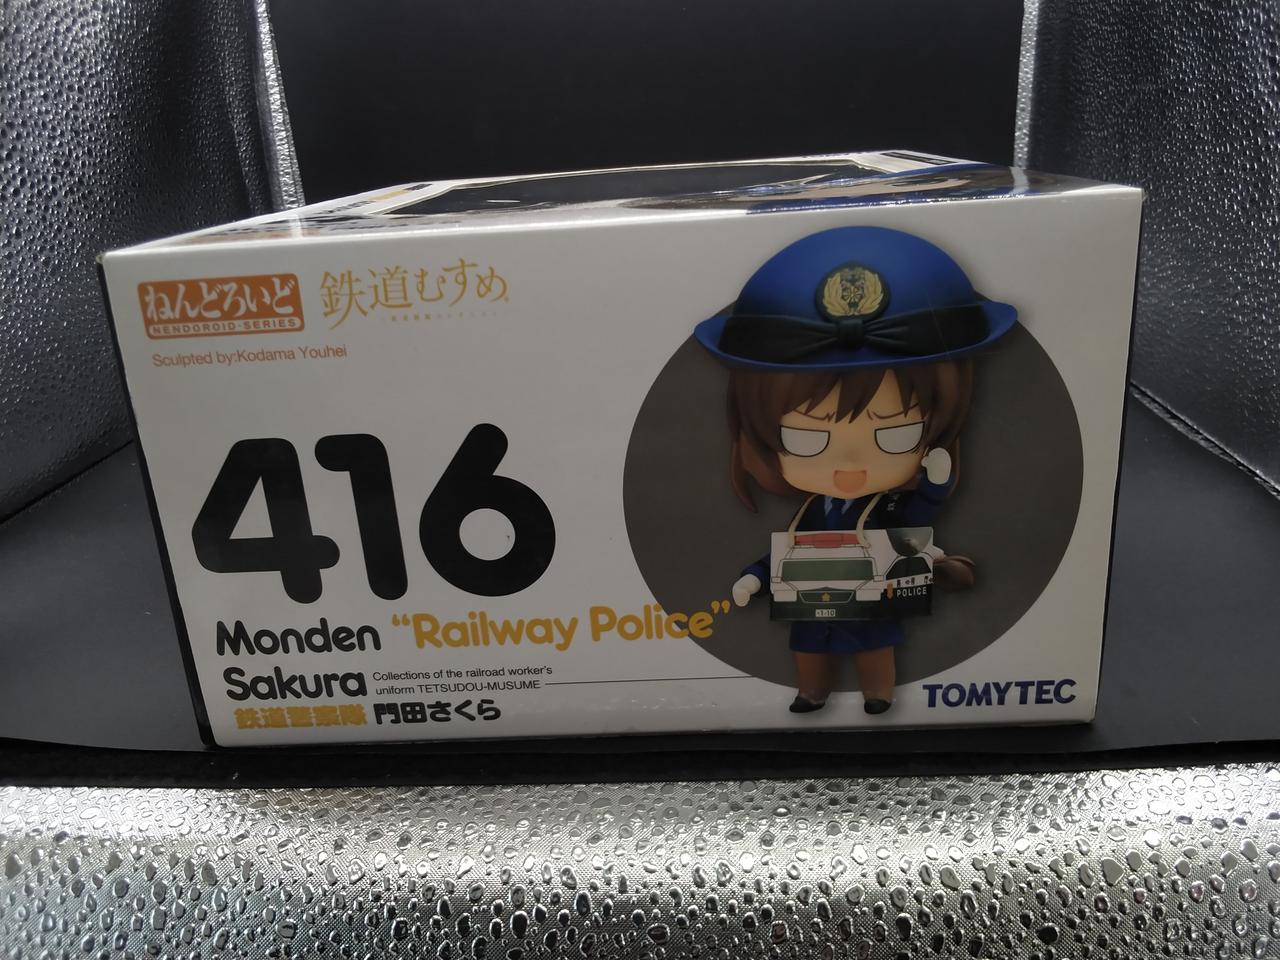 ねんどろいど
NENDOROID-SERIES
鉄道むすめ
Sculpted by:Kodama Youhei
416
Monden "Railway Police"
Sakura
Collections of the railroad worker's
uniform TETSUDOU-MUSUME
鉄道警察隊 門田さくら
POLICE
1-10
TOMYTEC